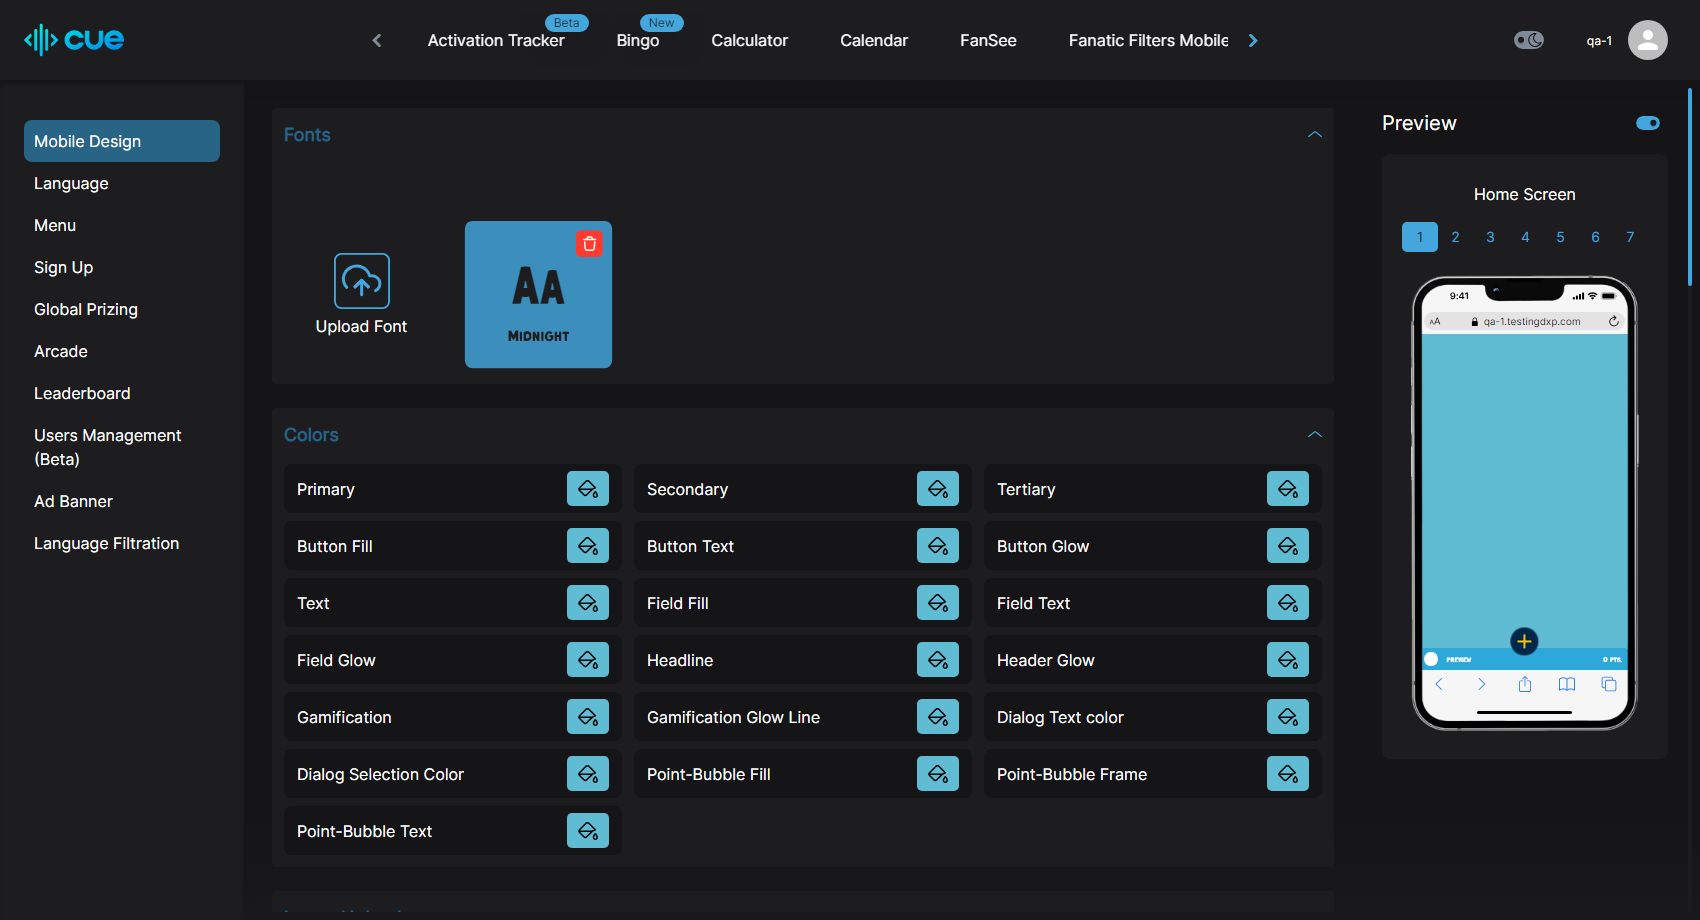 cue
Activation Tracker
Beta
Bingo
New
Calculator
Calendar
FanSee
Fanatic Filters Mobile
qa-1
Mobile Design
Language
Menu
Sign Up
Global Prizing
Arcade
Leaderboard
Users Management
(Beta)
Ad Banner
Language Filtration
Fonts
Upload Font
AA
MIDNIGHT
Colors
Primary
Secondary
Tertiary
Button Fill
Button Text
Button Glow
Text
Field Fill
Field Text
Field Glow
Headline
Header Glow
Gamification
Gamification Glow Line
Dialog Text color
Dialog Selection Color
Point-Bubble Fill
Point-Bubble Frame
Point-Bubble Text
Preview
Home Screen
1 2 3 4 5 6 7
9:41
AA qa-1.testingdxp.com
PREVIEW 0 PTS.